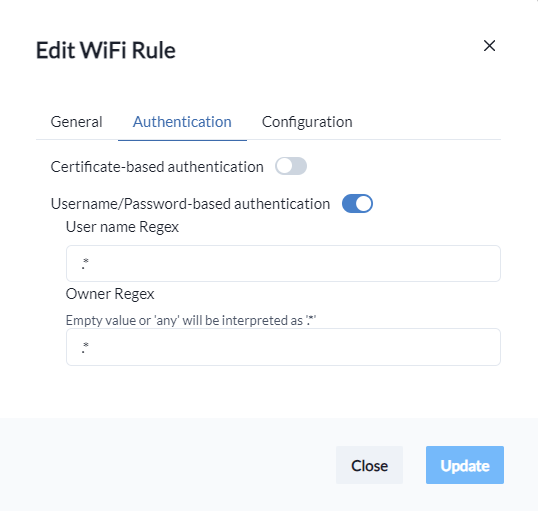 Edit WiFi Rule
General Authentication Configuration
Certificate-based authentication
Username/Password-based authentication
User name Regex
.*
Owner Regex
Empty value or 'any' will be interpreted as '.*'
.*
Close Update